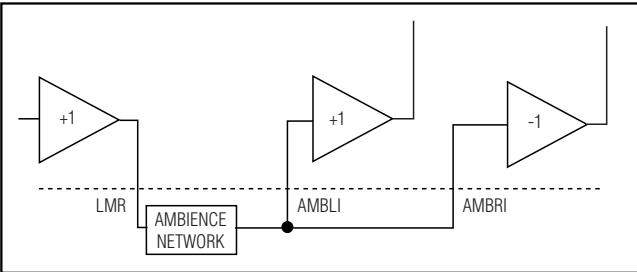 +1
+1
-1
LMR
AMBLI
AMBRI
AMBIENCE
NETWORK